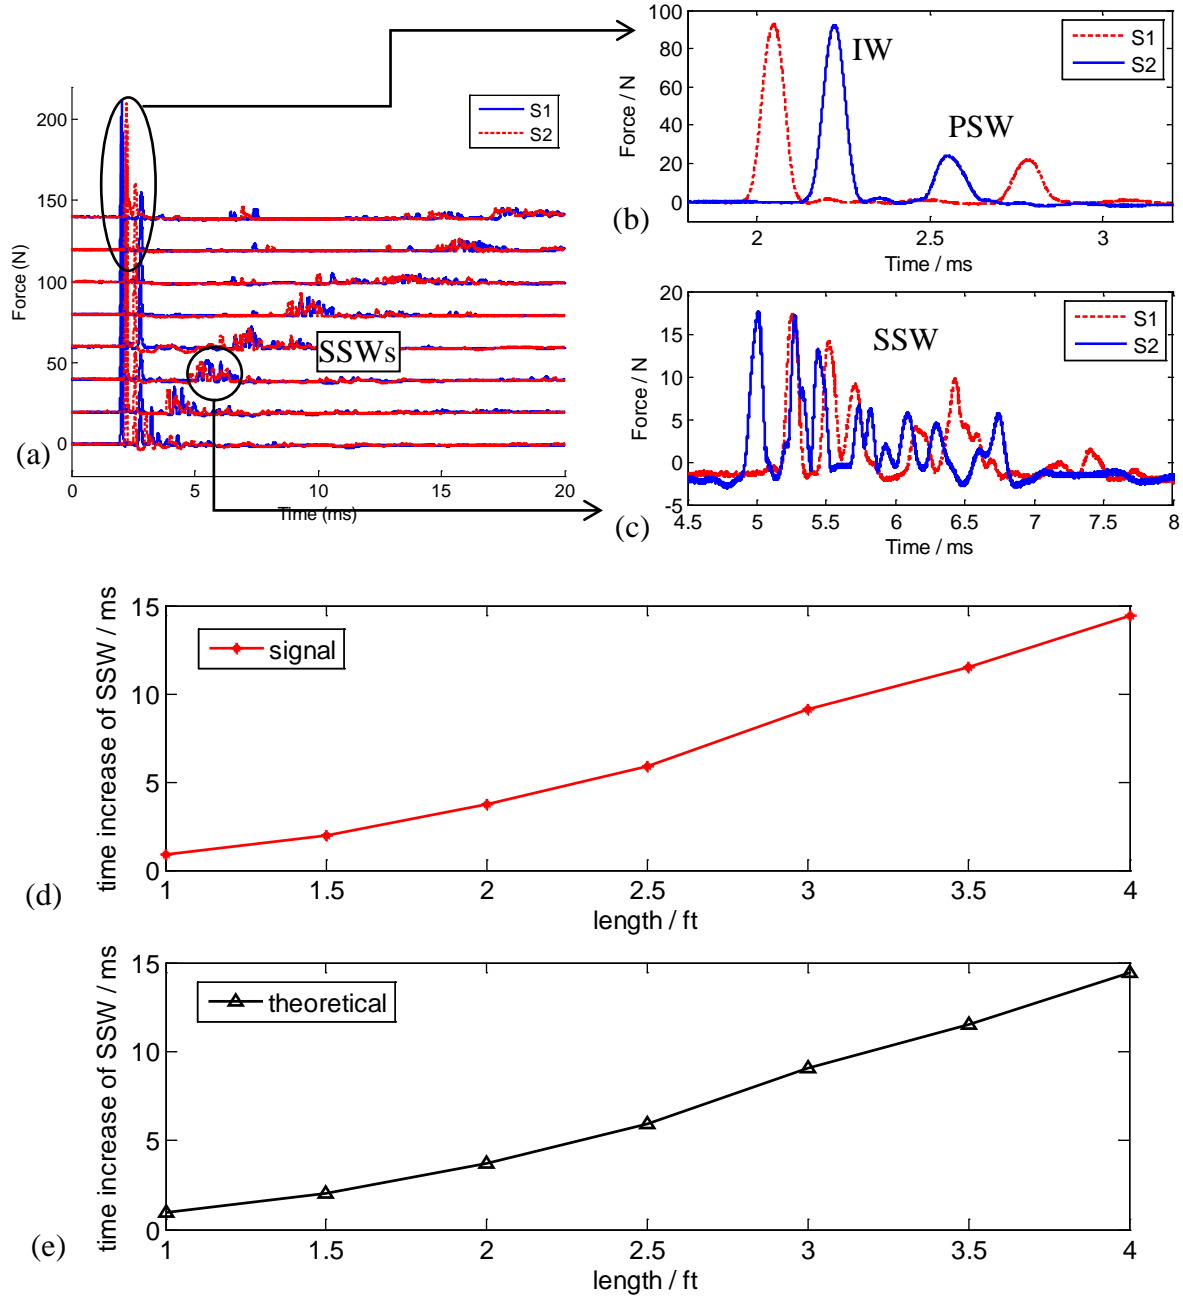 100
80
60
40
20
0
Force / N
IW
PSW
S1
S2
2
2.5
3
Time / ms
(b)
200
150
100
50
0
Force (N)
S1
S2
SSWs
(a)
0
5
10
15
20
Time (ms)
20
15
10
5
0
-5
Force / N
SSW
S1
S2
4.5
5
5.5
6
6.5
7
7.5
8
Time / ms
(c)
15
10
5
0
time increase of SSW / ms
signal
1
1.5
2
2.5
3
3.5
4
length / ft
(d)
15
10
5
0
time increase of SSW / ms
theoretical
1
1.5
2
2.5
3
3.5
4
length / ft
(e)